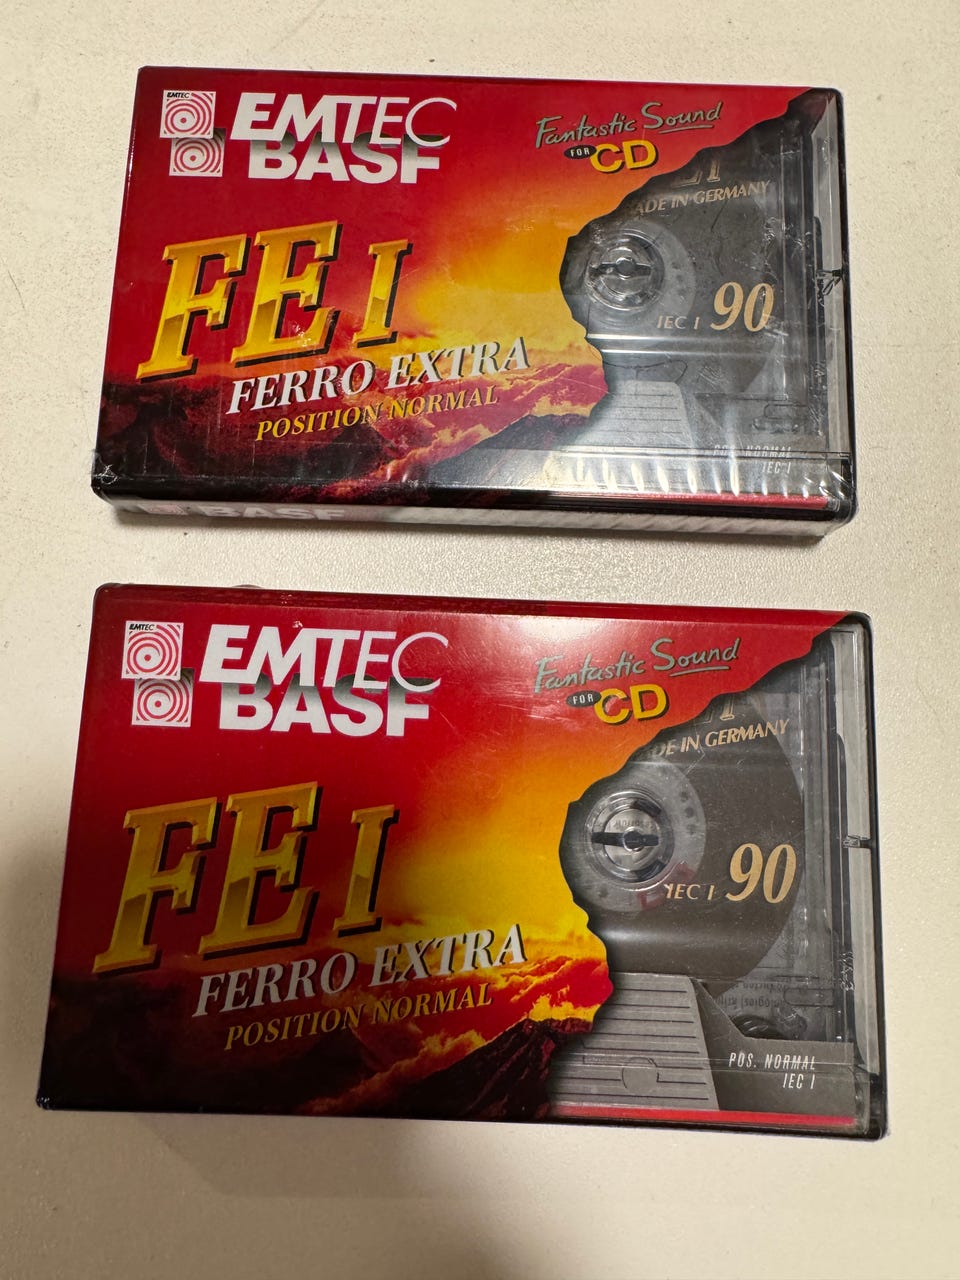 EMTEC
EMTEC
BASF
Fantastic Sound
FOR CD
MADE IN GERMANY
FE I
IEC I 90
FERRO EXTRA
POSITION NORMAL
POS. NORMAL
IEC I
BASF
EMTEC
EMTEC
BASF
Fantastic Sound
FOR CD
DE IN GERMANY
FE I
IEC I 90
FERRO EXTRA
POSITION NORMAL
POS. NORMAL
IEC I